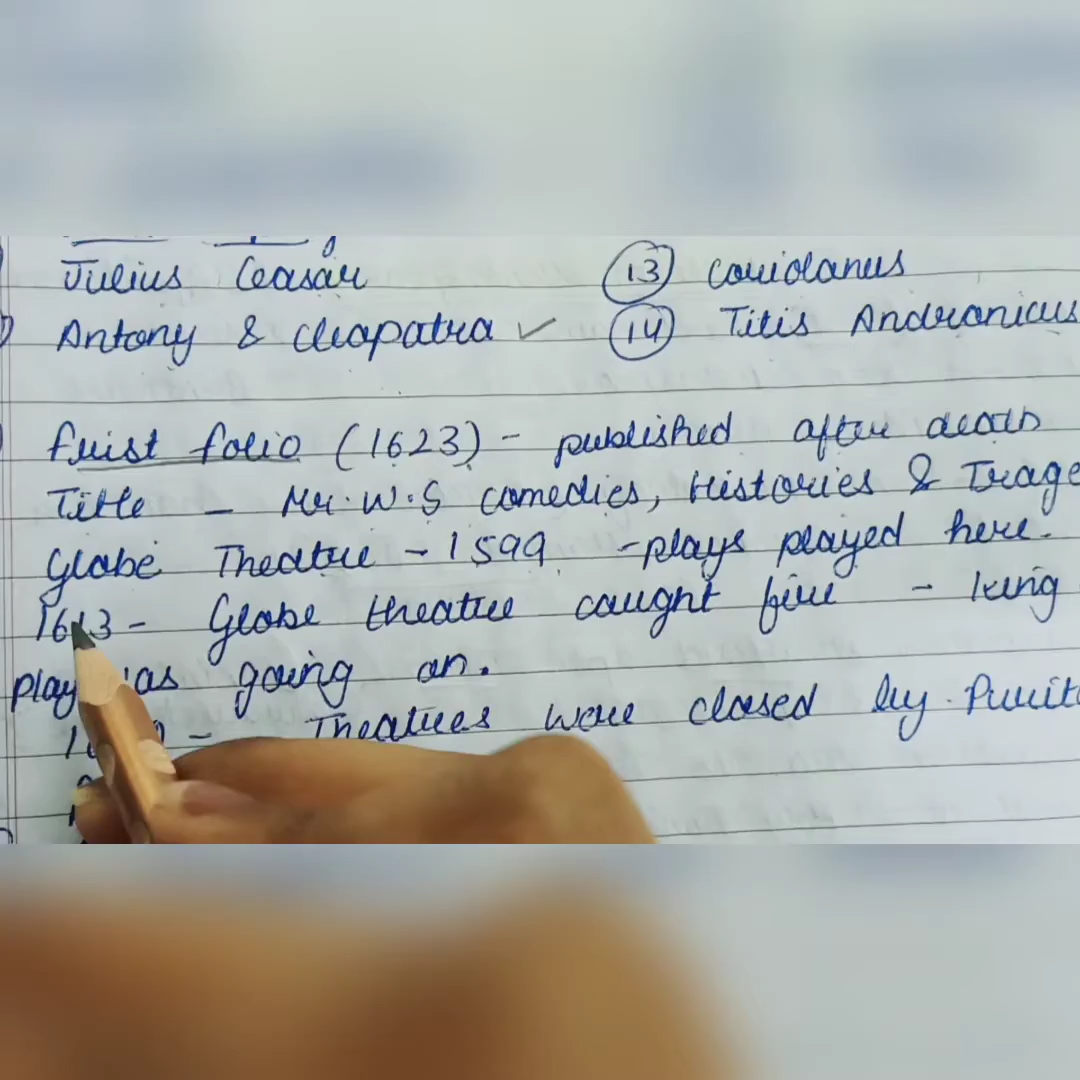 Julius Ceasar
⑬ Coriolanus
Antony & Cleopatra ✓
⑭ Titis Andronicus
First folio (1623) - published after death
Title - Mr. W.S comedies, Histories & Trage
Globe Theatre - 1599 - plays played here.
1613 - Globe theatre caught fire - king
play was going on.
- Theatres were closed by Purit